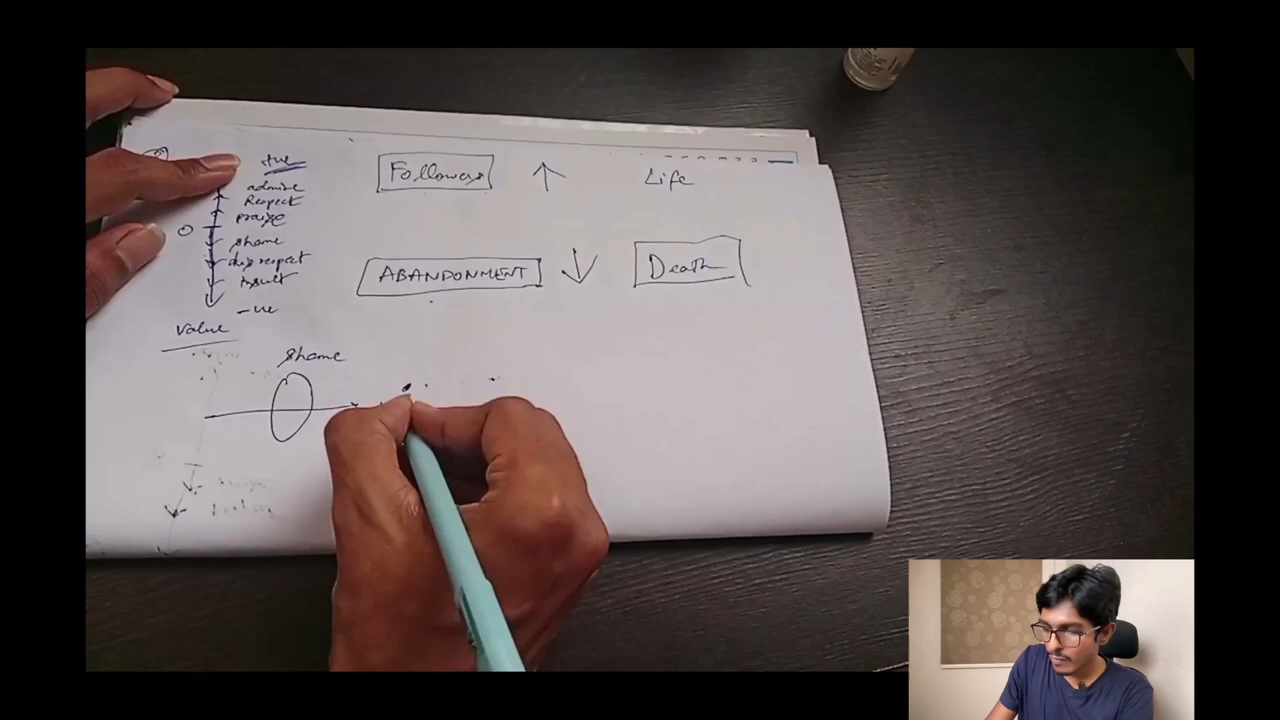 +ve
admire
Respect
praise
0
shame
disrespect
insult
-ve
value
Followers ↑ Life
ABANDONMENT ↓ Death
shame